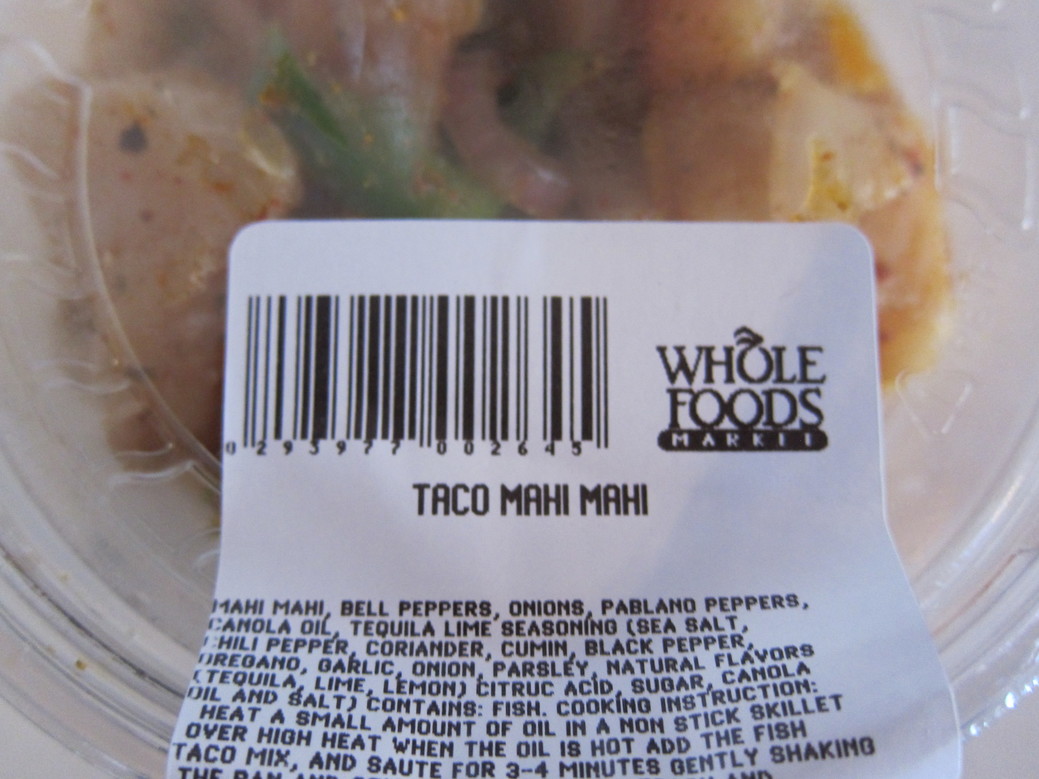 WHOLE
FOODS
MARKET
0 293977 002645
TACO MAHI MAHI
MAHI MAHI, BELL PEPPERS, ONIONS, PABLANO PEPPERS,
CANOLA OIL, TEQUILA LIME SEASONING (SEA SALT,
CHILI PEPPER, CORIANDER, CUMIN, BLACK PEPPER,
OREGANO, GARLIC, ONION, PARSLEY, NATURAL FLAVORS
(TEQUILA, LIME, LEMON) CITRUC ACID, SUGAR, CANOLA
OIL AND SALT) CONTAINS: FISH. COOKING INSTRUCTION:
HEAT A SMALL AMOUNT OF OIL IN A NON STICK SKILLET
OVER HIGH HEAT WHEN THE OIL IS HOT ADD THE FISH
TACO MIX, AND SAUTE FOR 3-4 MINUTES GENTLY SHAKING
THE PAN AND